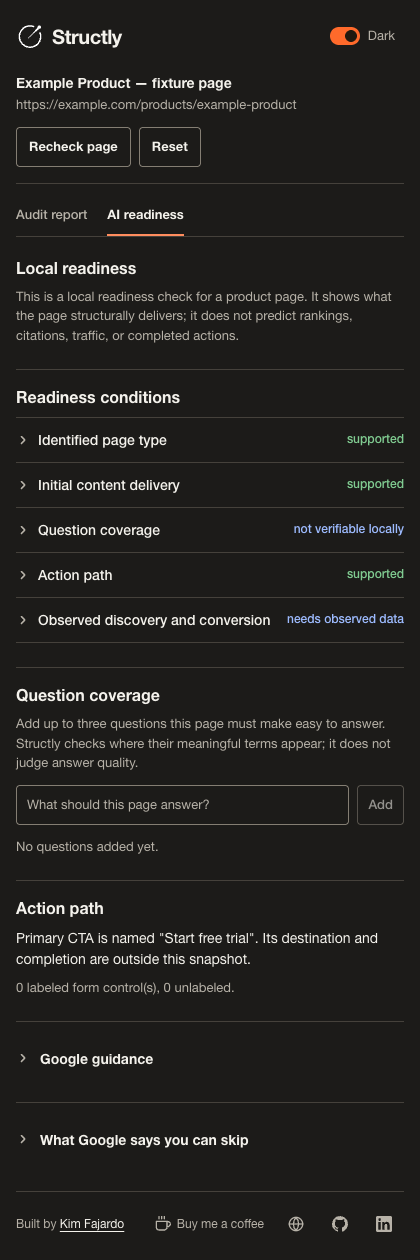 Structly
Dark
Example Product — fixture page
https://example.com/products/example-product
Recheck page
Reset
Audit report
AI readiness
Local readiness
This is a local readiness check for a product page. It shows what
the page structurally delivers; it does not predict rankings,
citations, traffic, or completed actions.
Readiness conditions
Identified page type
supported
Initial content delivery
supported
Question coverage
not verifiable locally
Action path
supported
Observed discovery and conversion
needs observed data
Question coverage
Add up to three questions this page must make easy to answer.
Structly checks where their meaningful terms appear; it does not
judge answer quality.
What should this page answer?
Add
No questions added yet.
Action path
Primary CTA is named "Start free trial". Its destination and
completion are outside this snapshot.
0 labeled form control(s), 0 unlabeled.
Google guidance
What Google says you can skip
Built by Kim Fajardo
Buy me a coffee
in